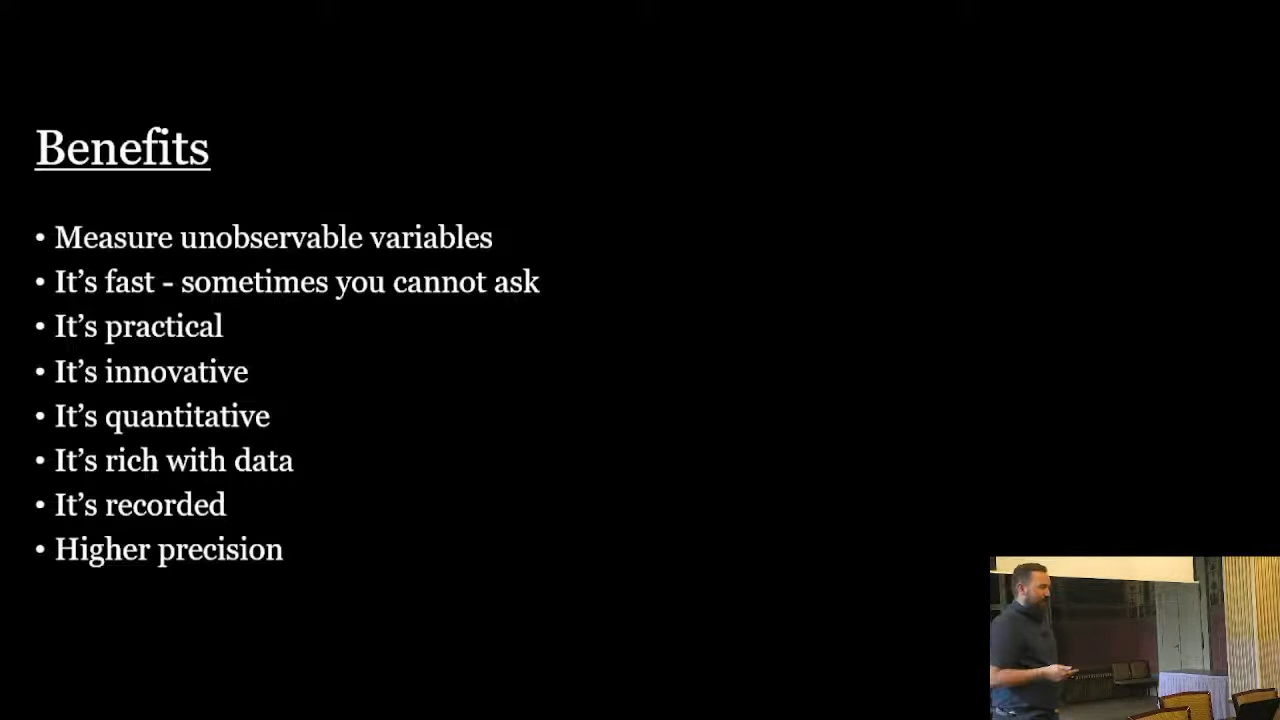 Benefits
• Measure unobservable variables
• It’s fast - sometimes you cannot ask
• It’s practical
• It’s innovative
• It’s quantitative
• It’s rich with data
• It’s recorded
• Higher precision